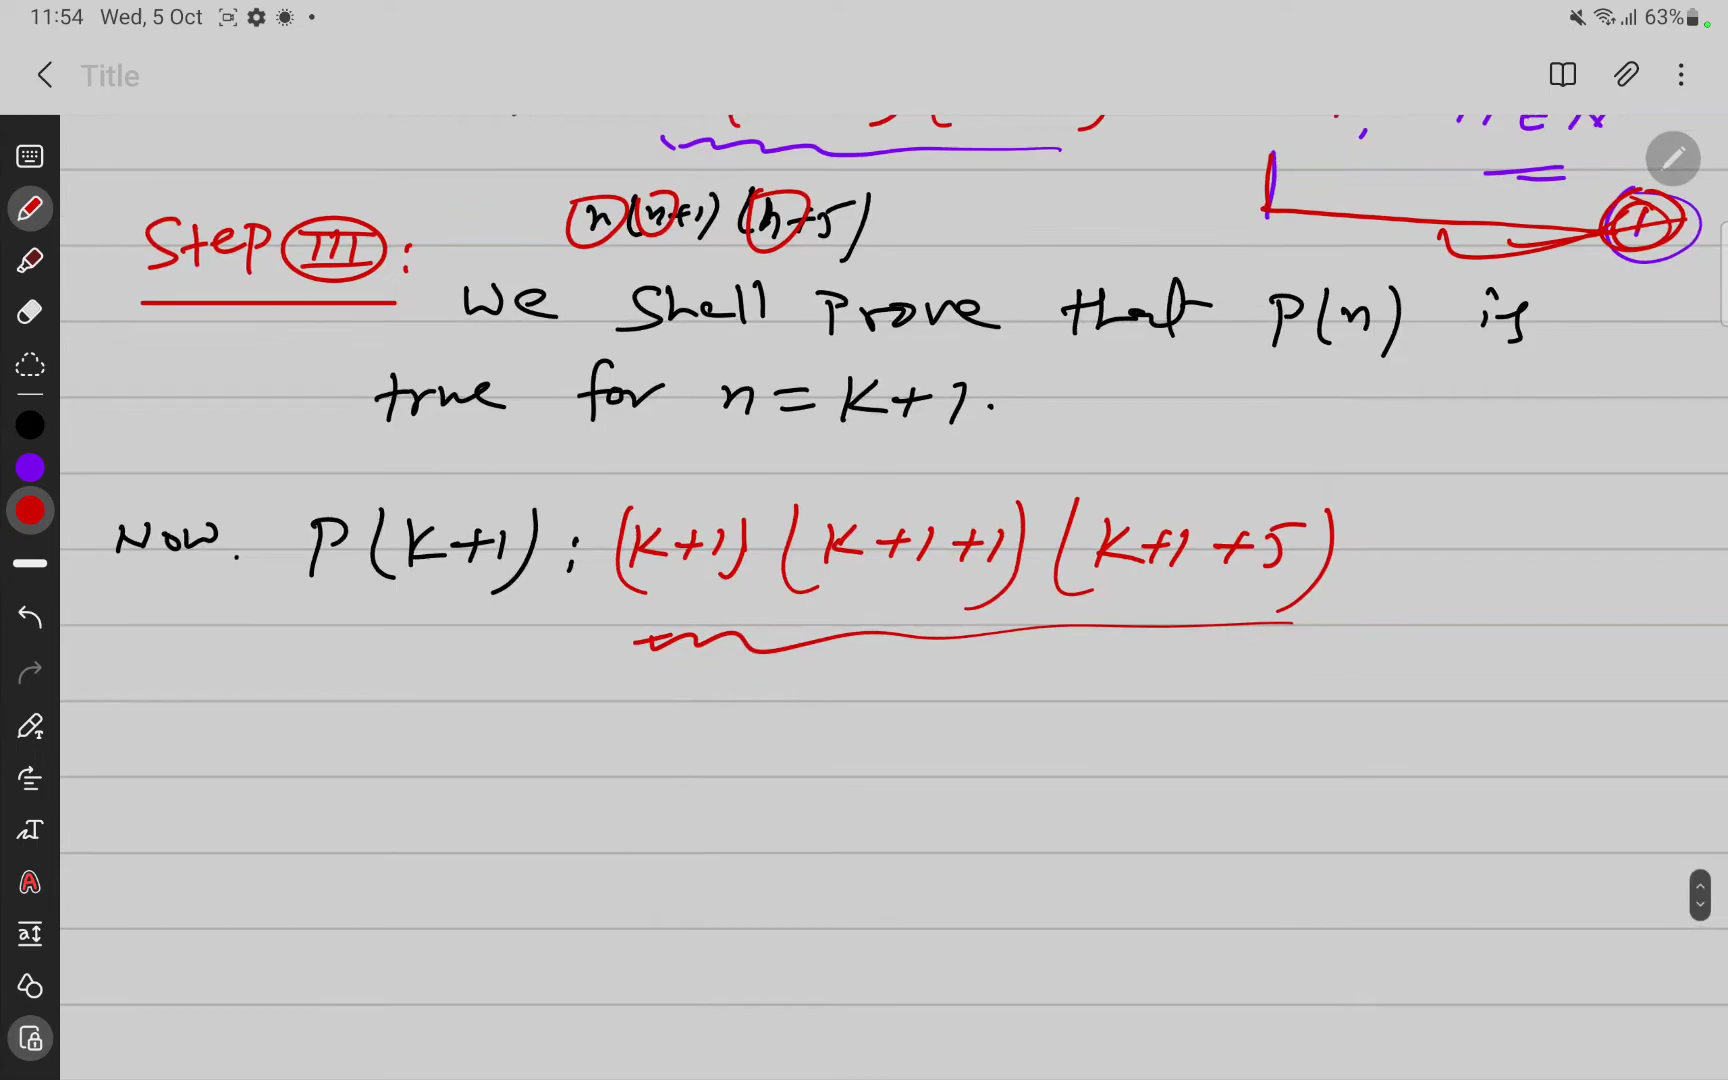 11:54 Wed, 5 Oct 63%
Title
n(n+1)(n+5)
Step III:
We shall prove that P(n) is
true for n = K+1.
Now. P(K+1): (K+1)(K+1+1)(K+1+5)